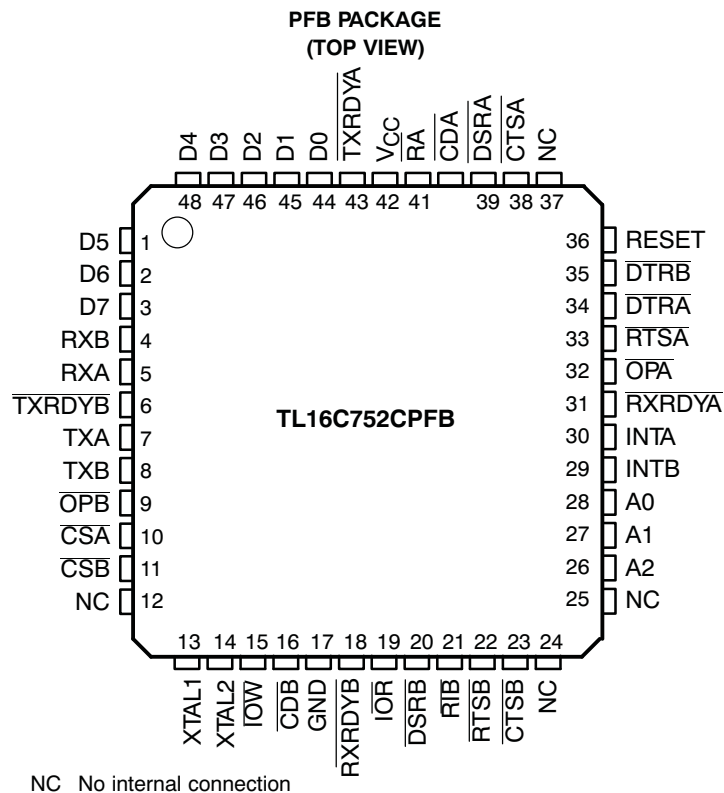 PFB PACKAGE
(TOP VIEW)
D4 D3 D2 D1 D0 TXRDYA VCC RA CDA DSRA CTSA NC
48 47 46 45 44 43 42 41 39 38 37
D5 1 36 RESET
D6 2 35 DTRB
D7 3 34 DTRA
RXB 4 33 RTSA
RXA 5 32 OPA
TXRDYB 6 31 RXRDYA
TXA 7 TL16C752CPFB 30 INTA
TXB 8 29 INTB
OPB 9 28 A0
CSA 10 27 A1
CSB 11 26 A2
NC 12 25 NC
13 14 15 16 17 18 19 20 21 22 23 24
XTAL1 XTAL2 IOW CDB GND RXRDYB IOR DSRB RIB RTSB CTSB NC
NC No internal connection